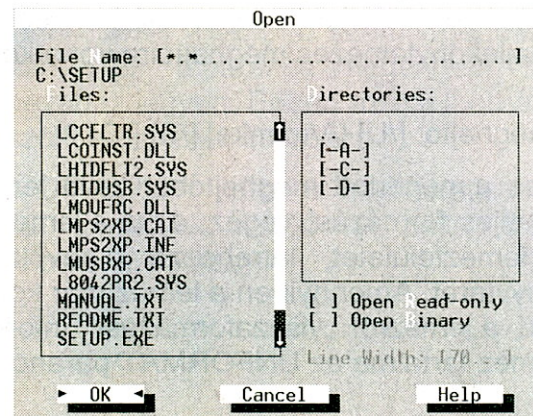 Open
File Name: [*.*......................................]
C:\SETUP
Files:
Directories:
LCCFLTR.SYS
LCOINST.DLL
LHIDFLT2.SYS
LHIDUSB.SYS
LMOUFRC.DLL
LMPS2XP.CAT
LMPS2XP.INF
LMUSBXP.CAT
L8042PR2.SYS
MANUAL.TXT
README.TXT
SETUP.EXE
..
[-A-]
[-C-]
[-D-]
[ ] Open Read-only
[ ] Open Binary
Line Width: [70 . .]
OK
Cancel
Help